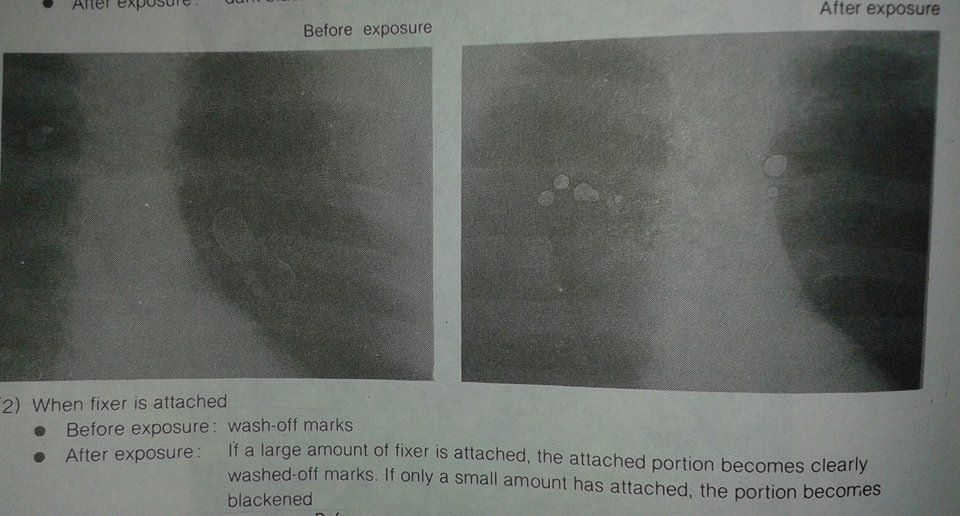 ● After exposure: dark
Before exposure
After exposure
2) When fixer is attached
● Before exposure: wash-off marks
● After exposure: If a large amount of fixer is attached, the attached portion becomes clearly
washed-off marks. If only a small amount has attached, the portion becomes
blackened